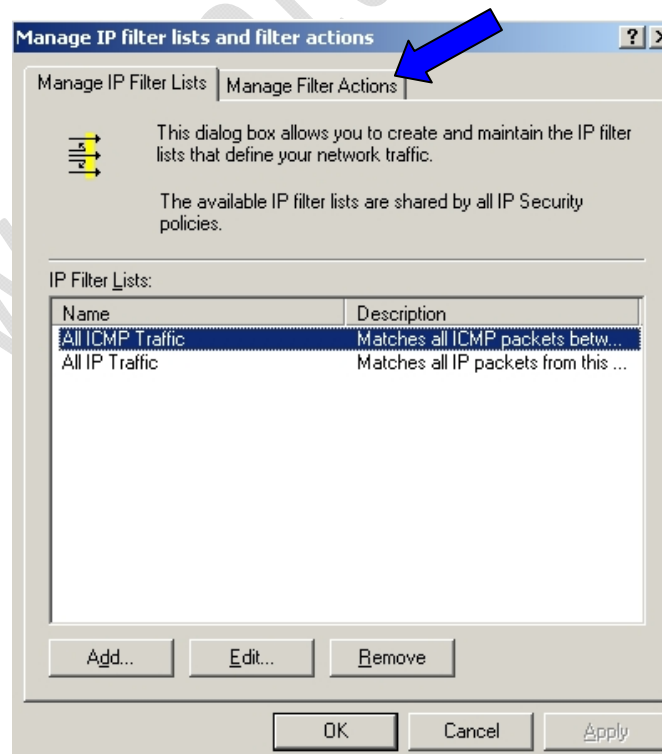 Manage IP filter lists and filter actions
Manage IP Filter Lists
Manage Filter Actions
This dialog box allows you to create and maintain the IP filter
lists that define your network traffic.
The available IP filter lists are shared by all IP Security
policies.
IP Filter Lists:
Name Description
All ICMP Traffic Matches all ICMP packets betw...
All IP Traffic Matches all IP packets from this ...
Add... Edit... Remove
OK Cancel Apply